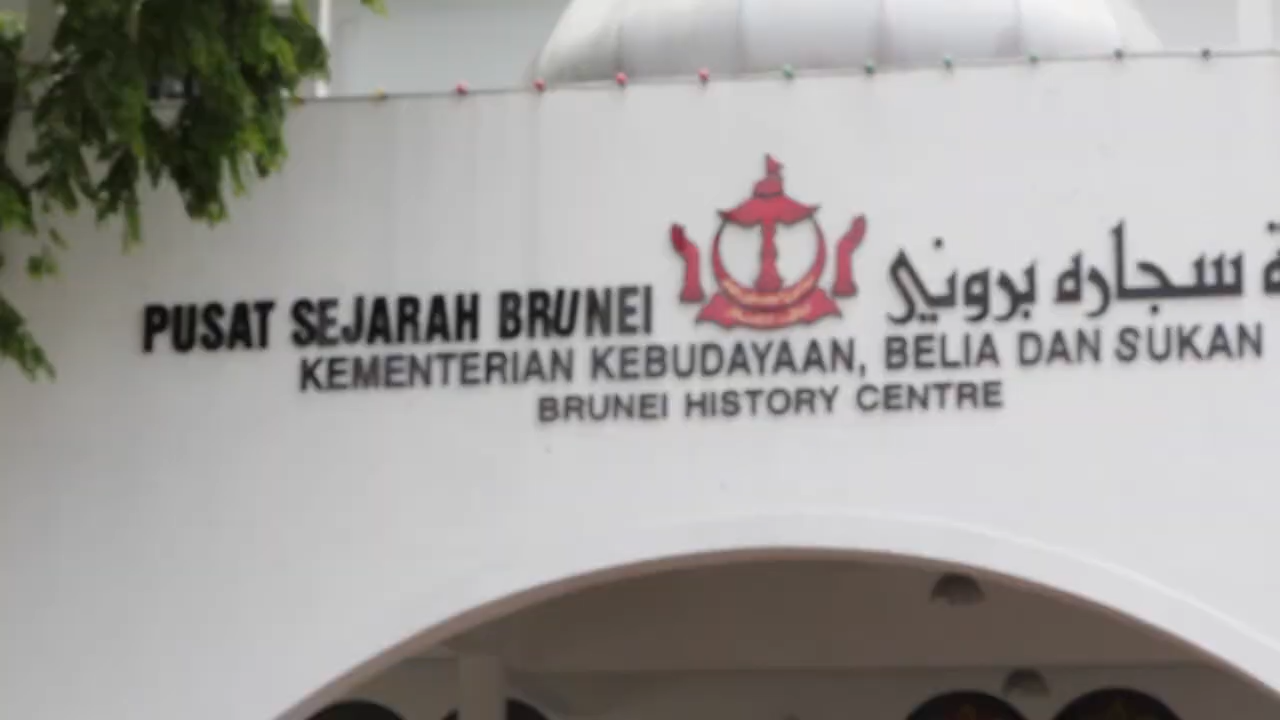 PUSAT SEJARAH BRUNEI
سجاره بروني
KEMENTERIAN KEBUDAYAAN, BELIA DAN SUKAN
BRUNEI HISTORY CENTRE